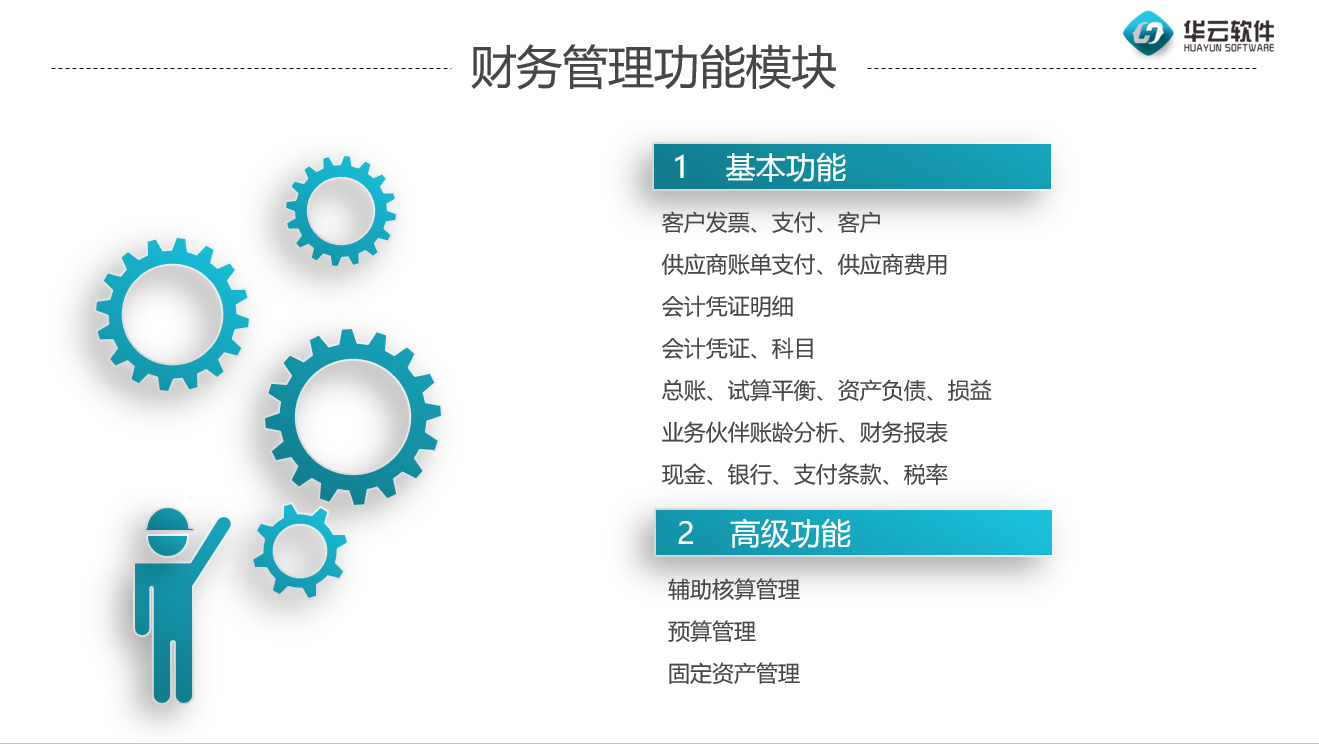 财务管理功能模块
华云软件
HUAYUN SOFTWARE
1 基本功能
客户发票、支付、客户
供应商账单支付、供应商费用
会计凭证明细
会计凭证、科目
总账、试算平衡、资产负债、损益
业务伙伴账龄分析、财务报表
现金、银行、支付条款、税率
2 高级功能
辅助核算管理
预算管理
固定资产管理